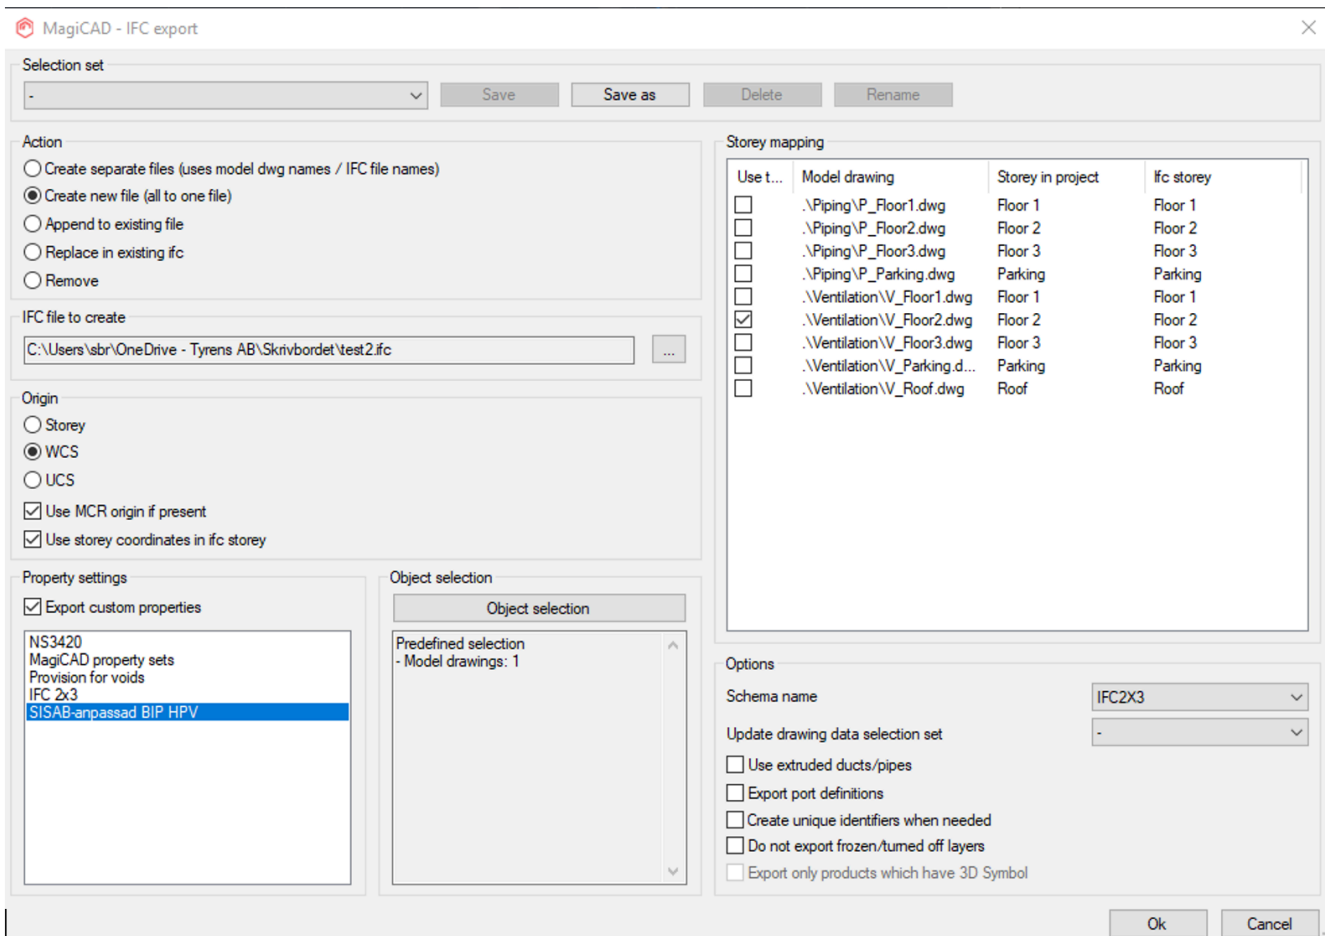 MagiCAD - IFC export
Selection set
-
Save
Save as
Delete
Rename
Action
Create separate files (uses model dwg names / IFC file names)
Create new file (all to one file)
Append to existing file
Replace in existing ifc
Remove
IFC file to create
C:\Users\sbr\OneDrive - Tyrens AB\Skrivbordet\test2.ifc
...
Origin
Storey
WCS
UCS
Use MCR origin if present
Use storey coordinates in ifc storey
Property settings
Export custom properties
NS3420
MagiCAD property sets
Provision for voids
IFC 2x3
SISAB-anpassad BIP HPV
Object selection
Object selection
Predefined selection
- Model drawings: 1
Storey mapping
Use t... Model drawing Storey in project Ifc storey
.\Piping\P_Floor1.dwg Floor 1 Floor 1
.\Piping\P_Floor2.dwg Floor 2 Floor 2
.\Piping\P_Floor3.dwg Floor 3 Floor 3
.\Piping\P_Parking.dwg Parking Parking
.\Ventilation\V_Floor1.dwg Floor 1 Floor 1
.\Ventilation\V_Floor2.dwg Floor 2 Floor 2
.\Ventilation\V_Floor3.dwg Floor 3 Floor 3
.\Ventilation\V_Parking.d... Parking Parking
.\Ventilation\V_Roof.dwg Roof Roof
Options
Schema name IFC2X3
Update drawing data selection set -
Use extruded ducts/pipes
Export port definitions
Create unique identifiers when needed
Do not export frozen/turned off layers
Export only products which have 3D Symbol
Ok
Cancel